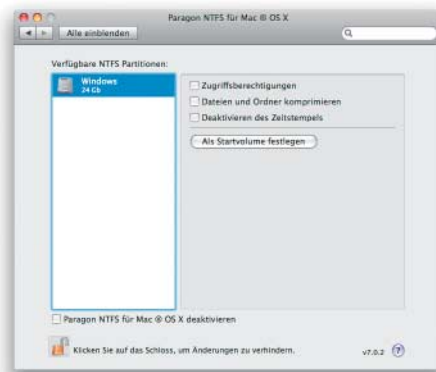 Paragon NTFS für Mac ® OS X
Alle einblenden
Verfügbare NTFS Partitionen:
Windows
24 Gb
Zugriffsberechtigungen
Dateien und Ordner komprimieren
Deaktivieren des Zeitstempels
Als Startvolume festlegen
Paragon NTFS für Mac ® OS X deaktivieren
Klicken Sie auf das Schloss, um Änderungen zu verhindern.
v7.0.2 ?